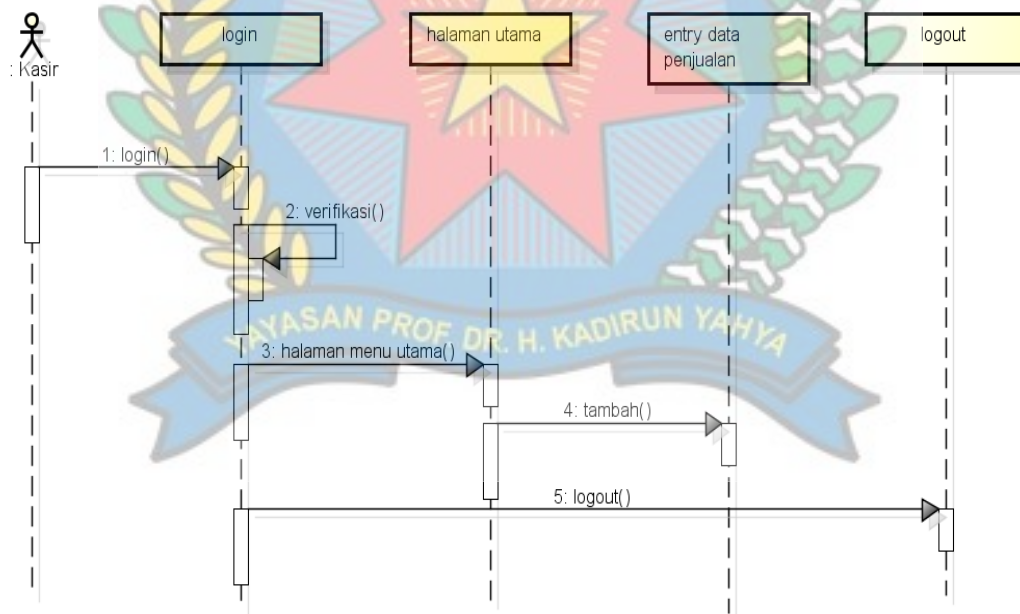 login
halaman utama
entry data
penjualan
logout
: Kasir
1: login()
2: verifikasi()
YAYASAN PROF. DR. H. KADIRUN YAHYA
3: halaman menu utama()
4: tambah()
5: logout()